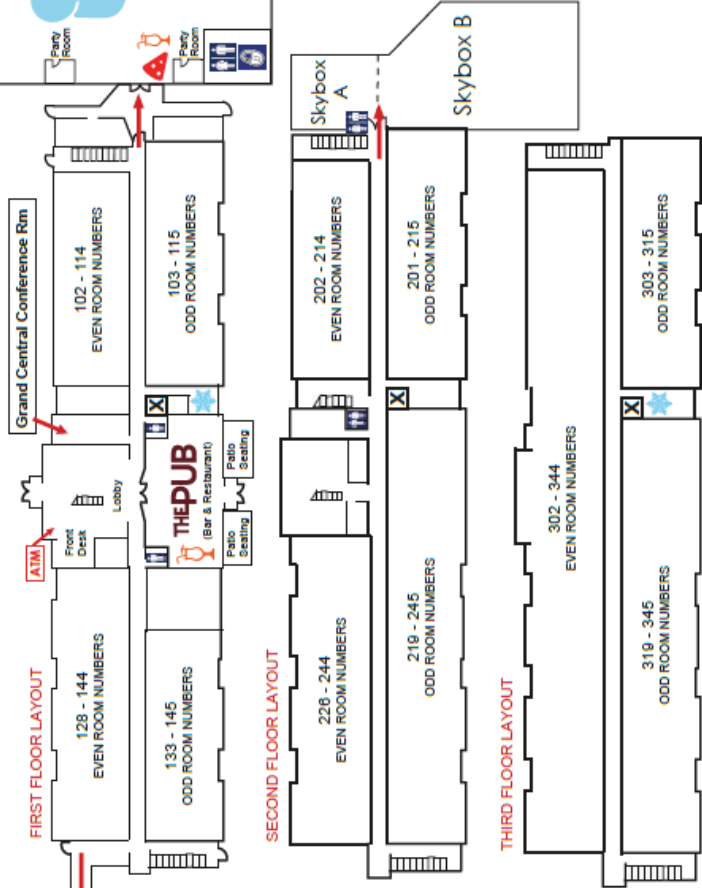 FIRST FLOOR LAYOUT
ATM
Grand Central Conference Rm
Party
Room
Party
Room
128 - 144
EVEN ROOM NUMBERS
Front
Desk
Lobby
102 - 114
EVEN ROOM NUMBERS
133 - 145
ODD ROOM NUMBERS
THE PUB
(Bar & Restaurant)
Patio
Seating
Patio
Seating
X
103 - 115
ODD ROOM NUMBERS
SECOND FLOOR LAYOUT
226 - 244
EVEN ROOM NUMBERS
202 - 214
EVEN ROOM NUMBERS
Skybox
A
Skybox B
219 - 245
ODD ROOM NUMBERS
X
201 - 215
ODD ROOM NUMBERS
THIRD FLOOR LAYOUT
302 - 344
EVEN ROOM NUMBERS
319 - 345
ODD ROOM NUMBERS
X
303 - 315
ODD ROOM NUMBERS